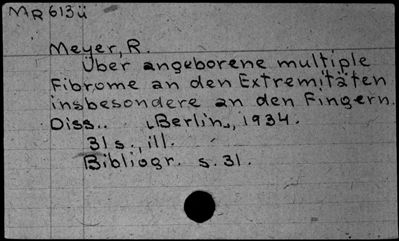 MR 613ü
Meyer, R.
Über angeborene multiple
Fibrome an den Extremitäten
insbesondere an den Fingern.
Diss.. [Berlin], 1934.
31 s., ill.
Bibliogr. s. 31.